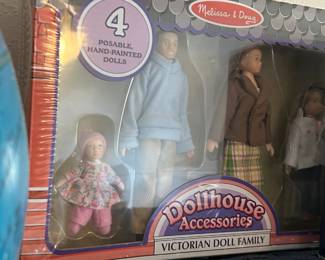 4
POSABLE,
HAND-PAINTED
DOLLS
Melissa & Doug
Dollhouse
Accessories
VICTORIAN DOLL FAMILY